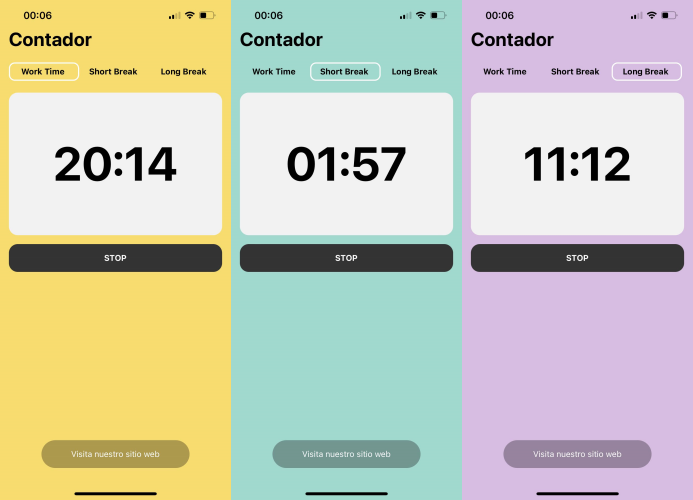 00:06
Contador
Work Time Short Break Long Break
20:14
STOP
Visita nuestro sitio web
00:06
Contador
Work Time Short Break Long Break
01:57
STOP
Visita nuestro sitio web
00:06
Contador
Work Time Short Break Long Break
11:12
STOP
Visita nuestro sitio web